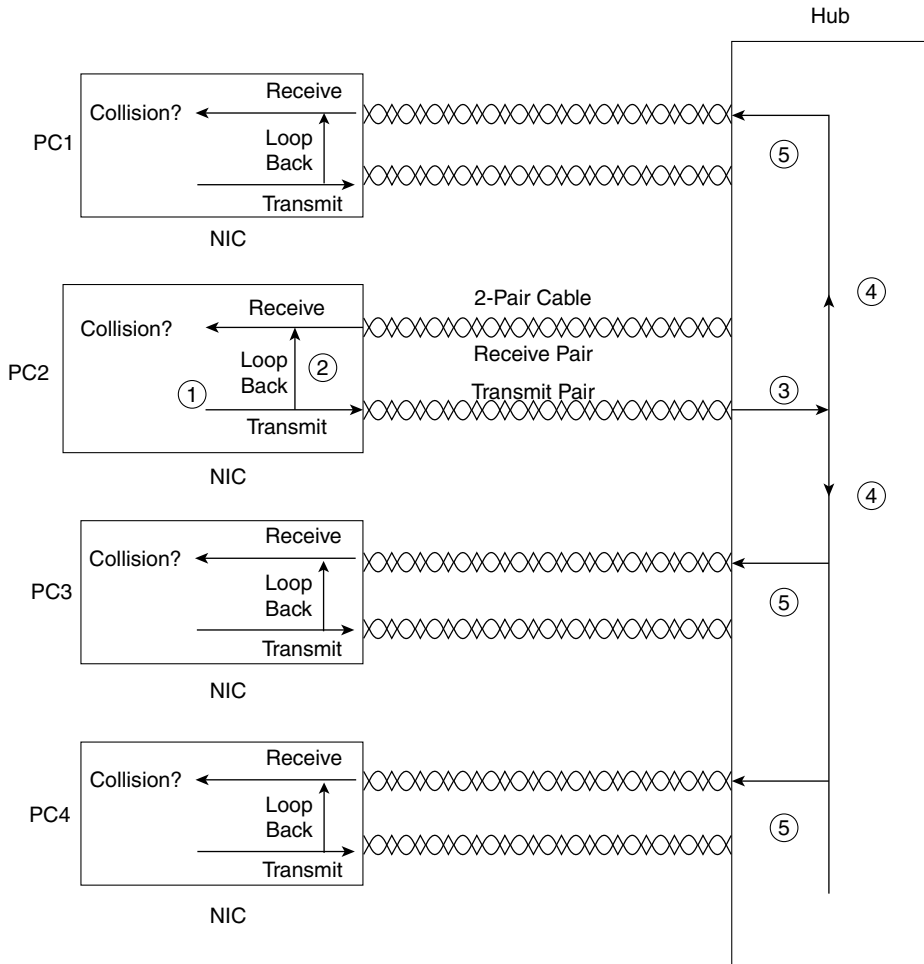 Hub
PC1
Collision?
Receive
Loop
Back
Transmit
NIC
5
4
PC2
Collision?
Receive
Loop
Back
1
2
Transmit
NIC
2-Pair Cable
Receive Pair
Transmit Pair
3
4
PC3
Collision?
Receive
Loop
Back
Transmit
NIC
5
PC4
Collision?
Receive
Loop
Back
Transmit
NIC
5